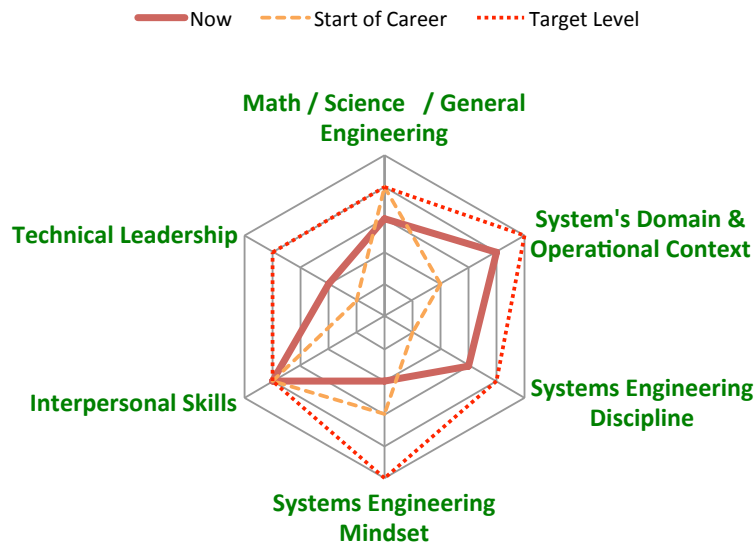 Now Start of Career Target Level
Math / Science / General
Engineering
System's Domain &
Operational Context
Technical Leadership
Systems Engineering
Discipline
Interpersonal Skills
Systems Engineering
Mindset